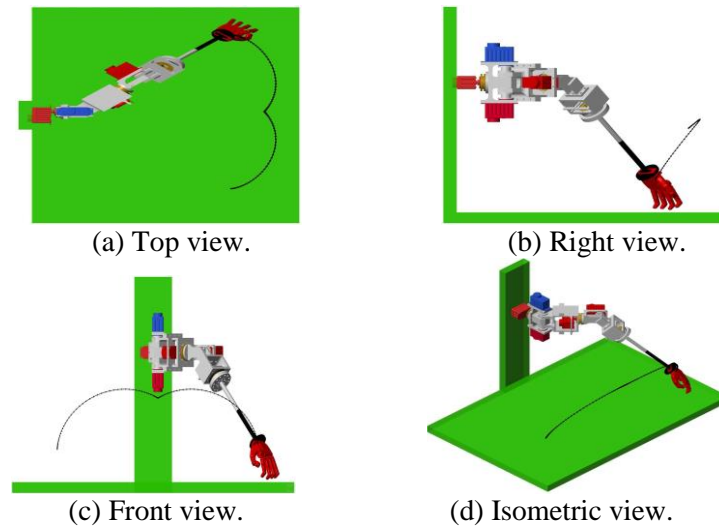 (a) Top view.
(b) Right view.
(c) Front view.
(d) Isometric view.